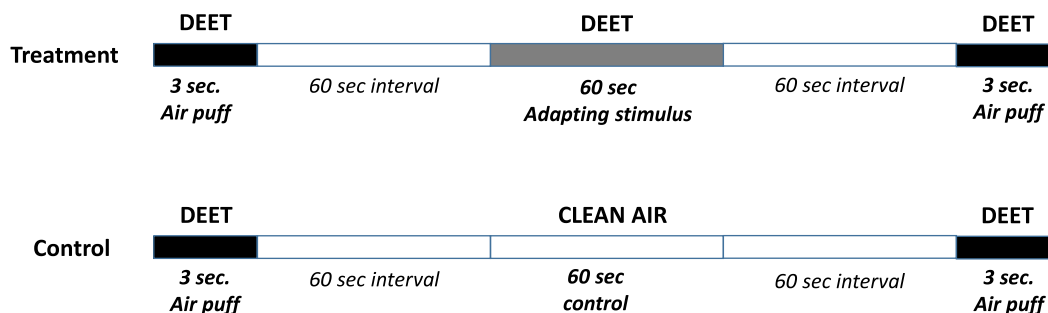 DEET DEET DEET
Treatment
3 sec. 60 sec interval 60 sec 60 sec interval 3 sec.
Air puff Adapting stimulus Air puff
DEET CLEAN AIR DEET
Control
3 sec. 60 sec interval 60 sec 60 sec interval 3 sec.
Air puff control Air puff